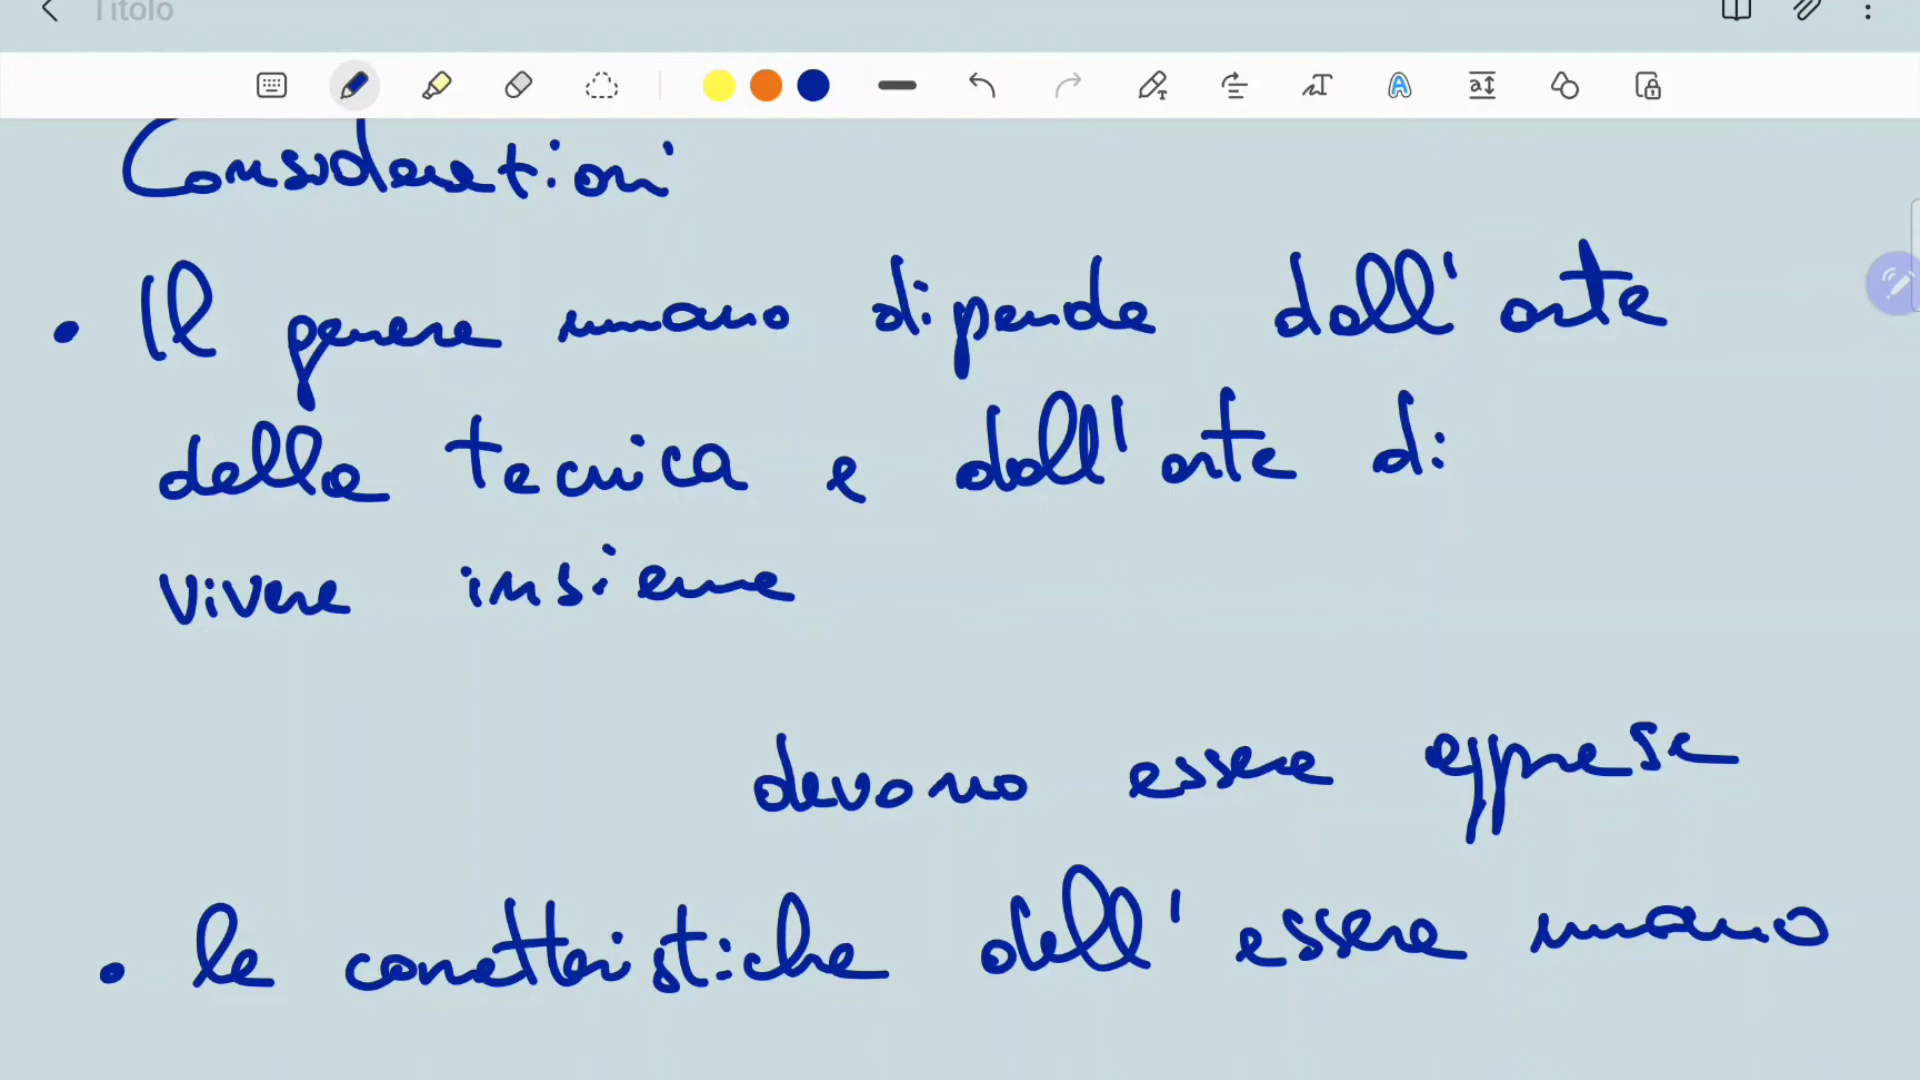 Titolo
Considerazioni
• Il genere umano dipende dall'arte
della tecnica e dall'arte di
vivere insieme
devono essere apprese
• le caratteristiche dell'essere umano